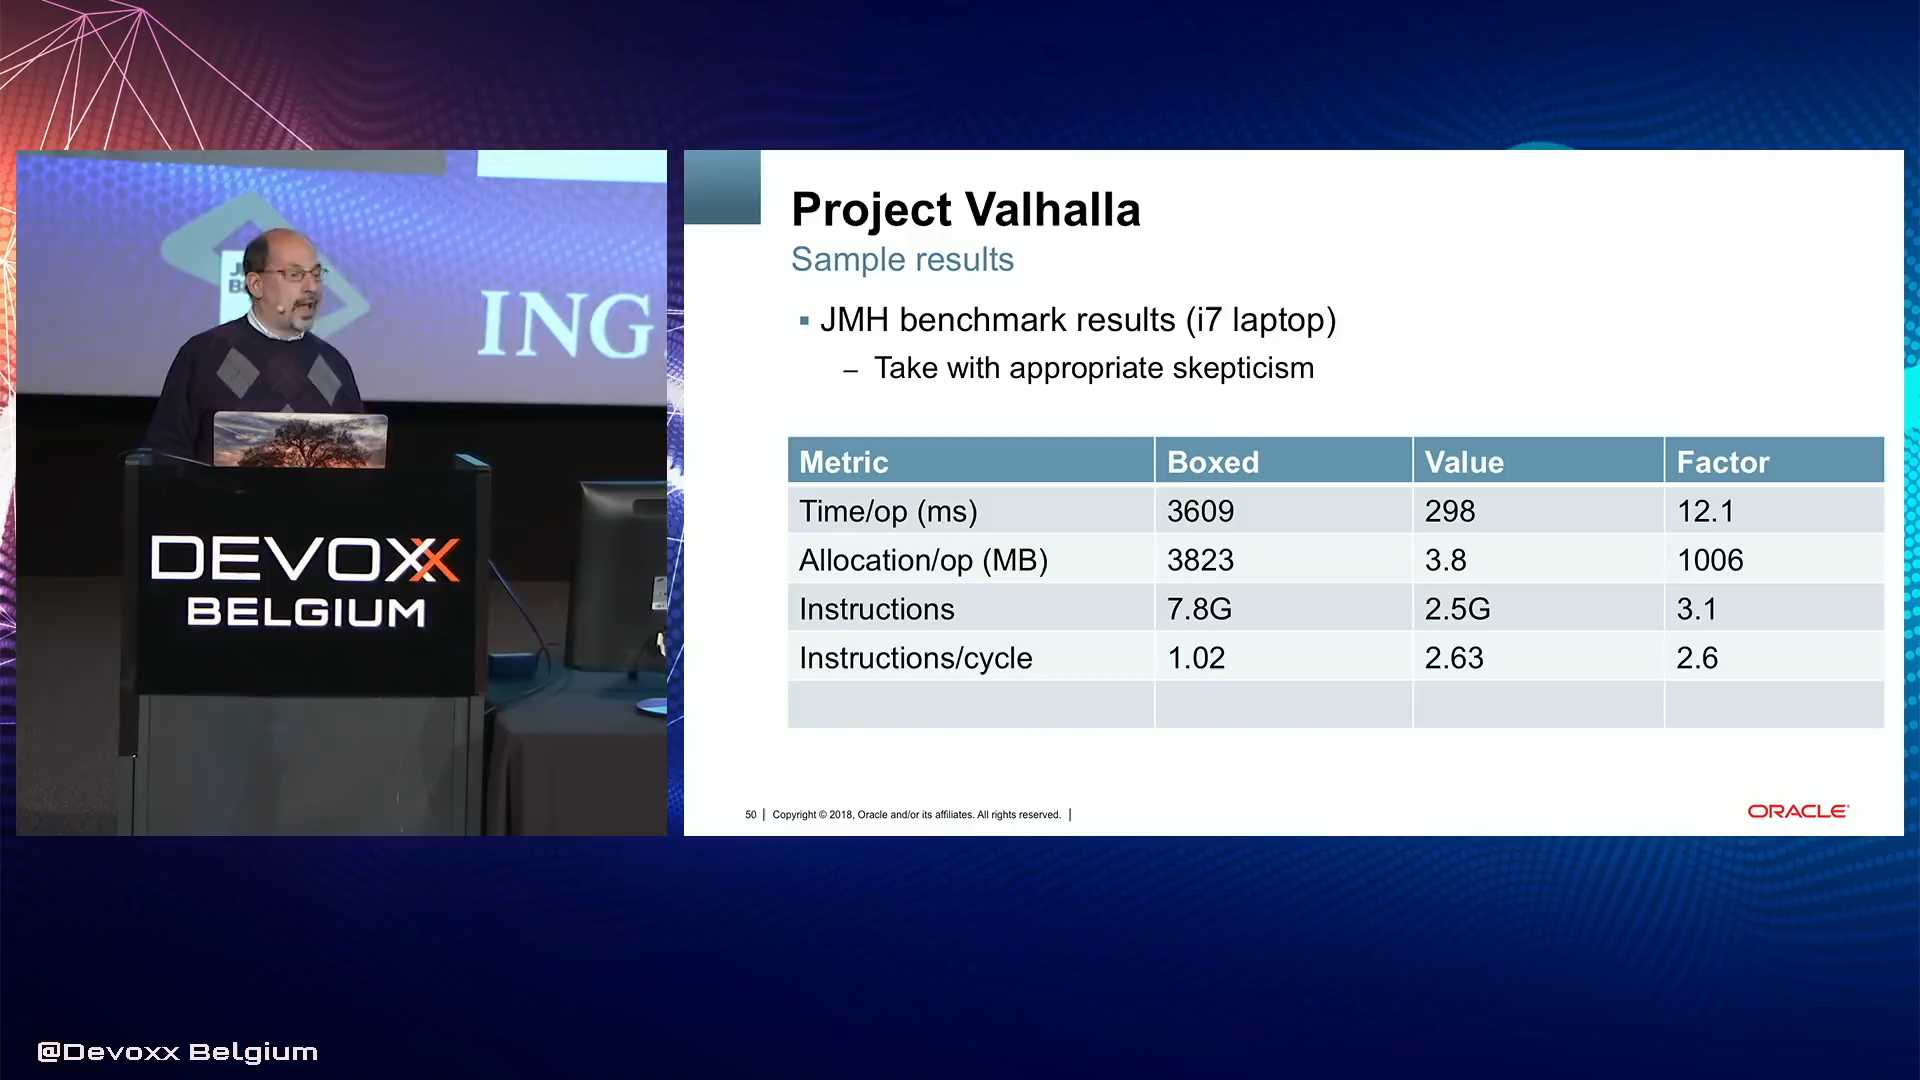 ING
DEVOXX
BELGIUM
Project Valhalla
Sample results
▪ JMH benchmark results (i7 laptop)
– Take with appropriate skepticism
Metric Boxed Value Factor
Time/op (ms) 3609 298 12.1
Allocation/op (MB) 3823 3.8 1006
Instructions 7.8G 2.5G 3.1
Instructions/cycle 1.02 2.63 2.6
50 | Copyright © 2018, Oracle and/or its affiliates. All rights reserved. |
ORACLE
@Devoxx Belgium